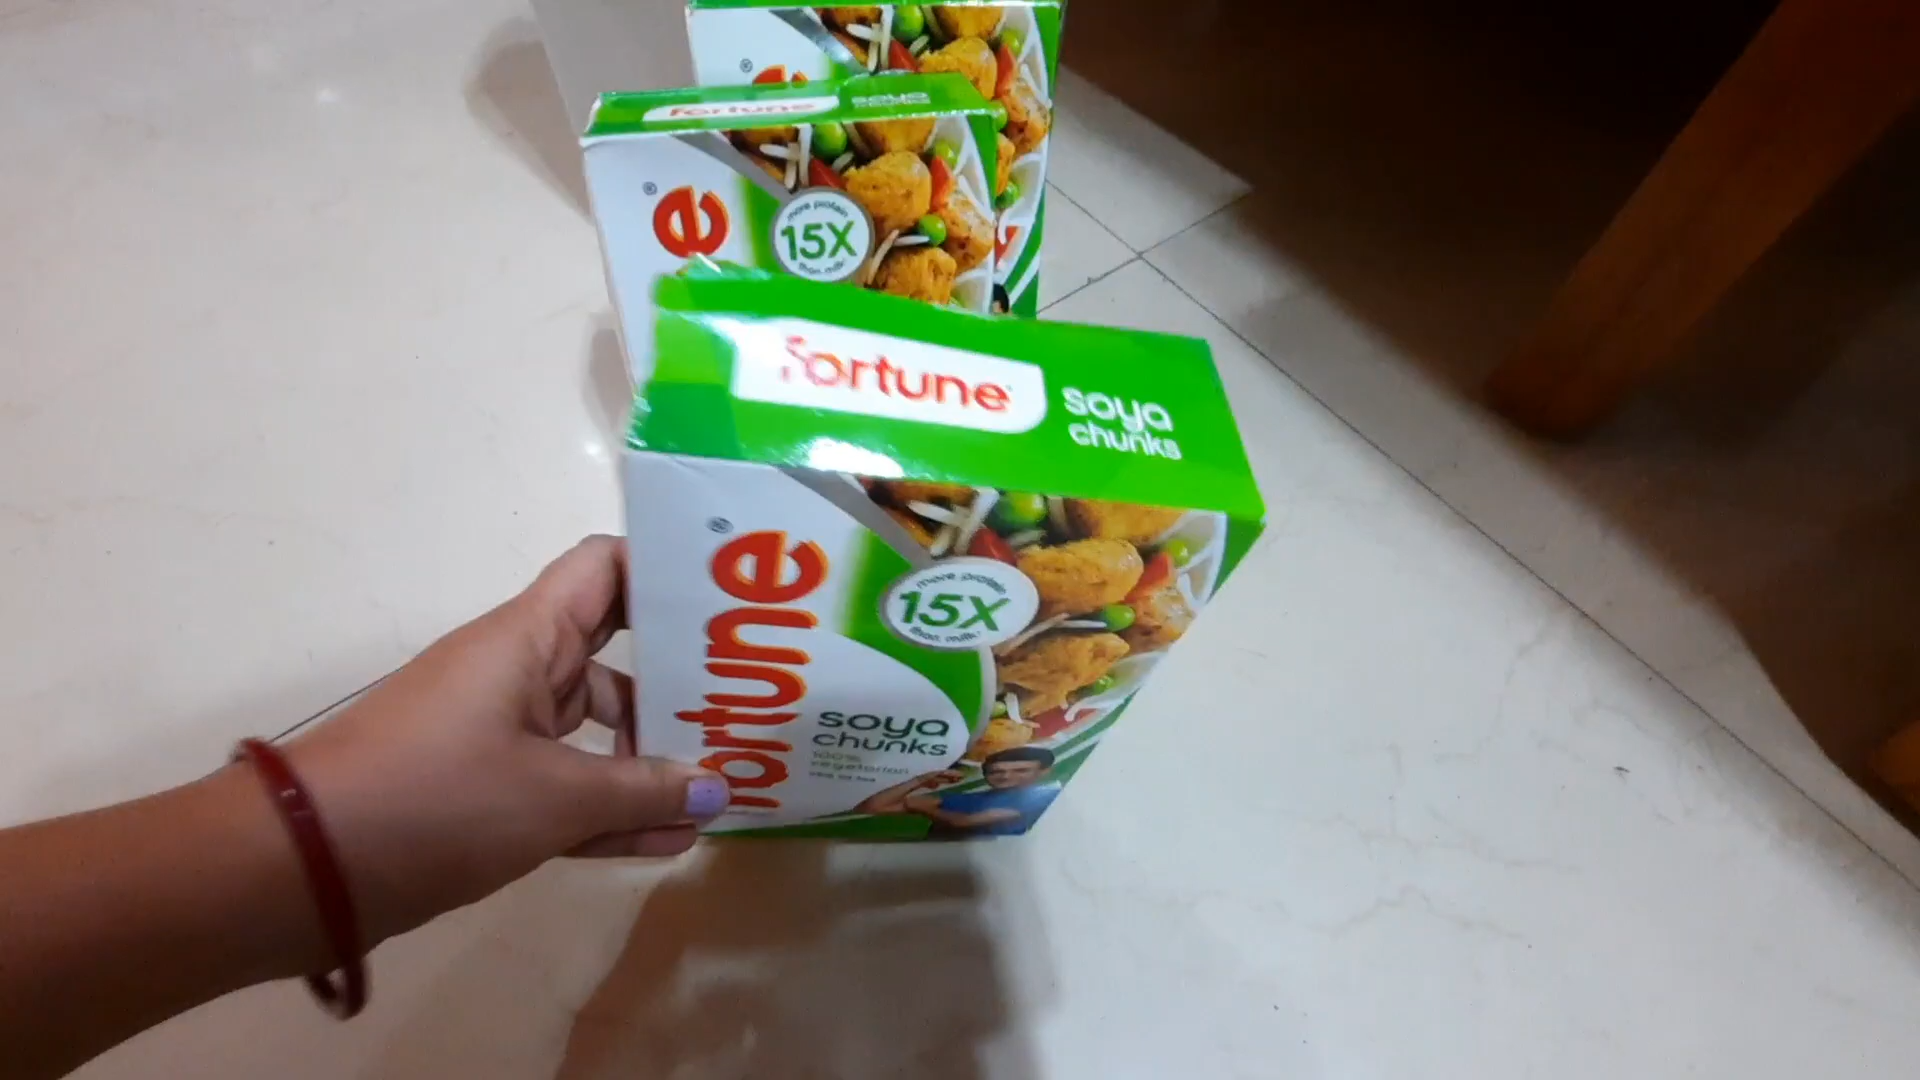 e
®
fortune soya
e
®
more protein
15X
than milk
fortune
soya
chunks
fortune
®
more protein
15X
than milk
soya
chunks
100%
vegetarian